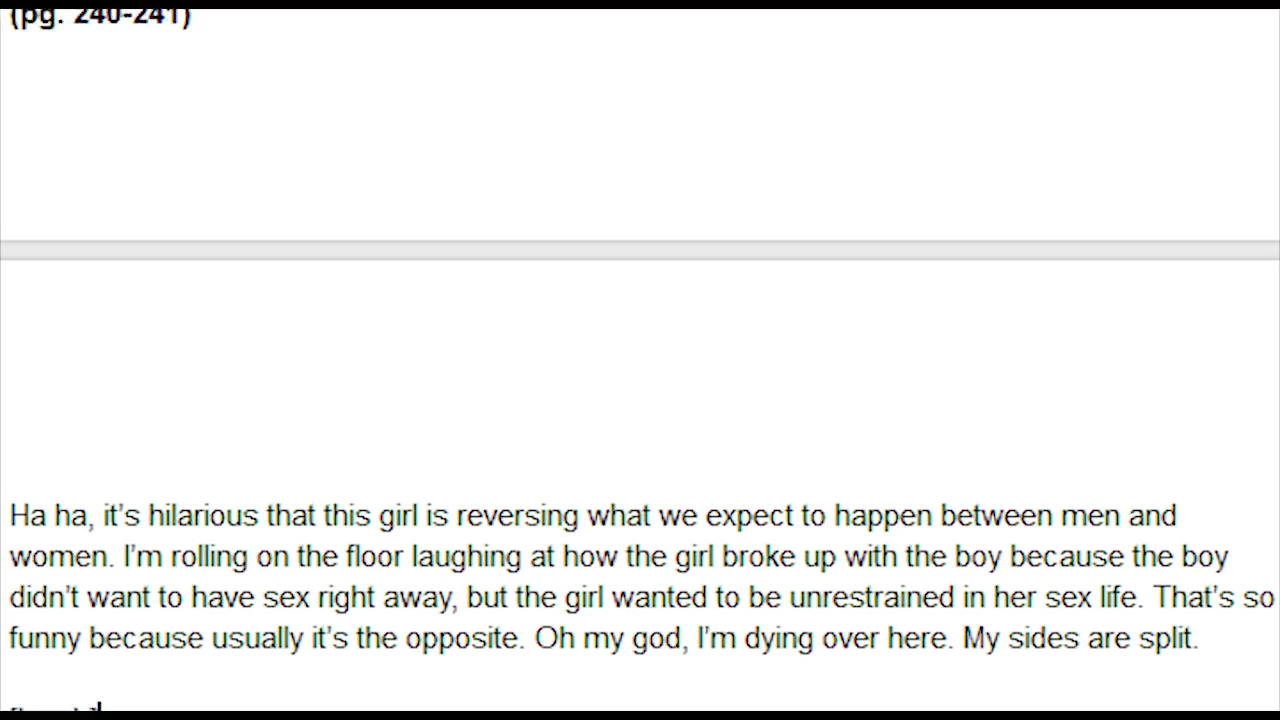 (pg. 240-241)
Ha ha, it’s hilarious that this girl is reversing what we expect to happen between men and
women. I’m rolling on the floor laughing at how the girl broke up with the boy because the boy
didn’t want to have sex right away, but the girl wanted to be unrestrained in her sex life. That’s so
funny because usually it’s the opposite. Oh my god, I’m dying over here. My sides are split.